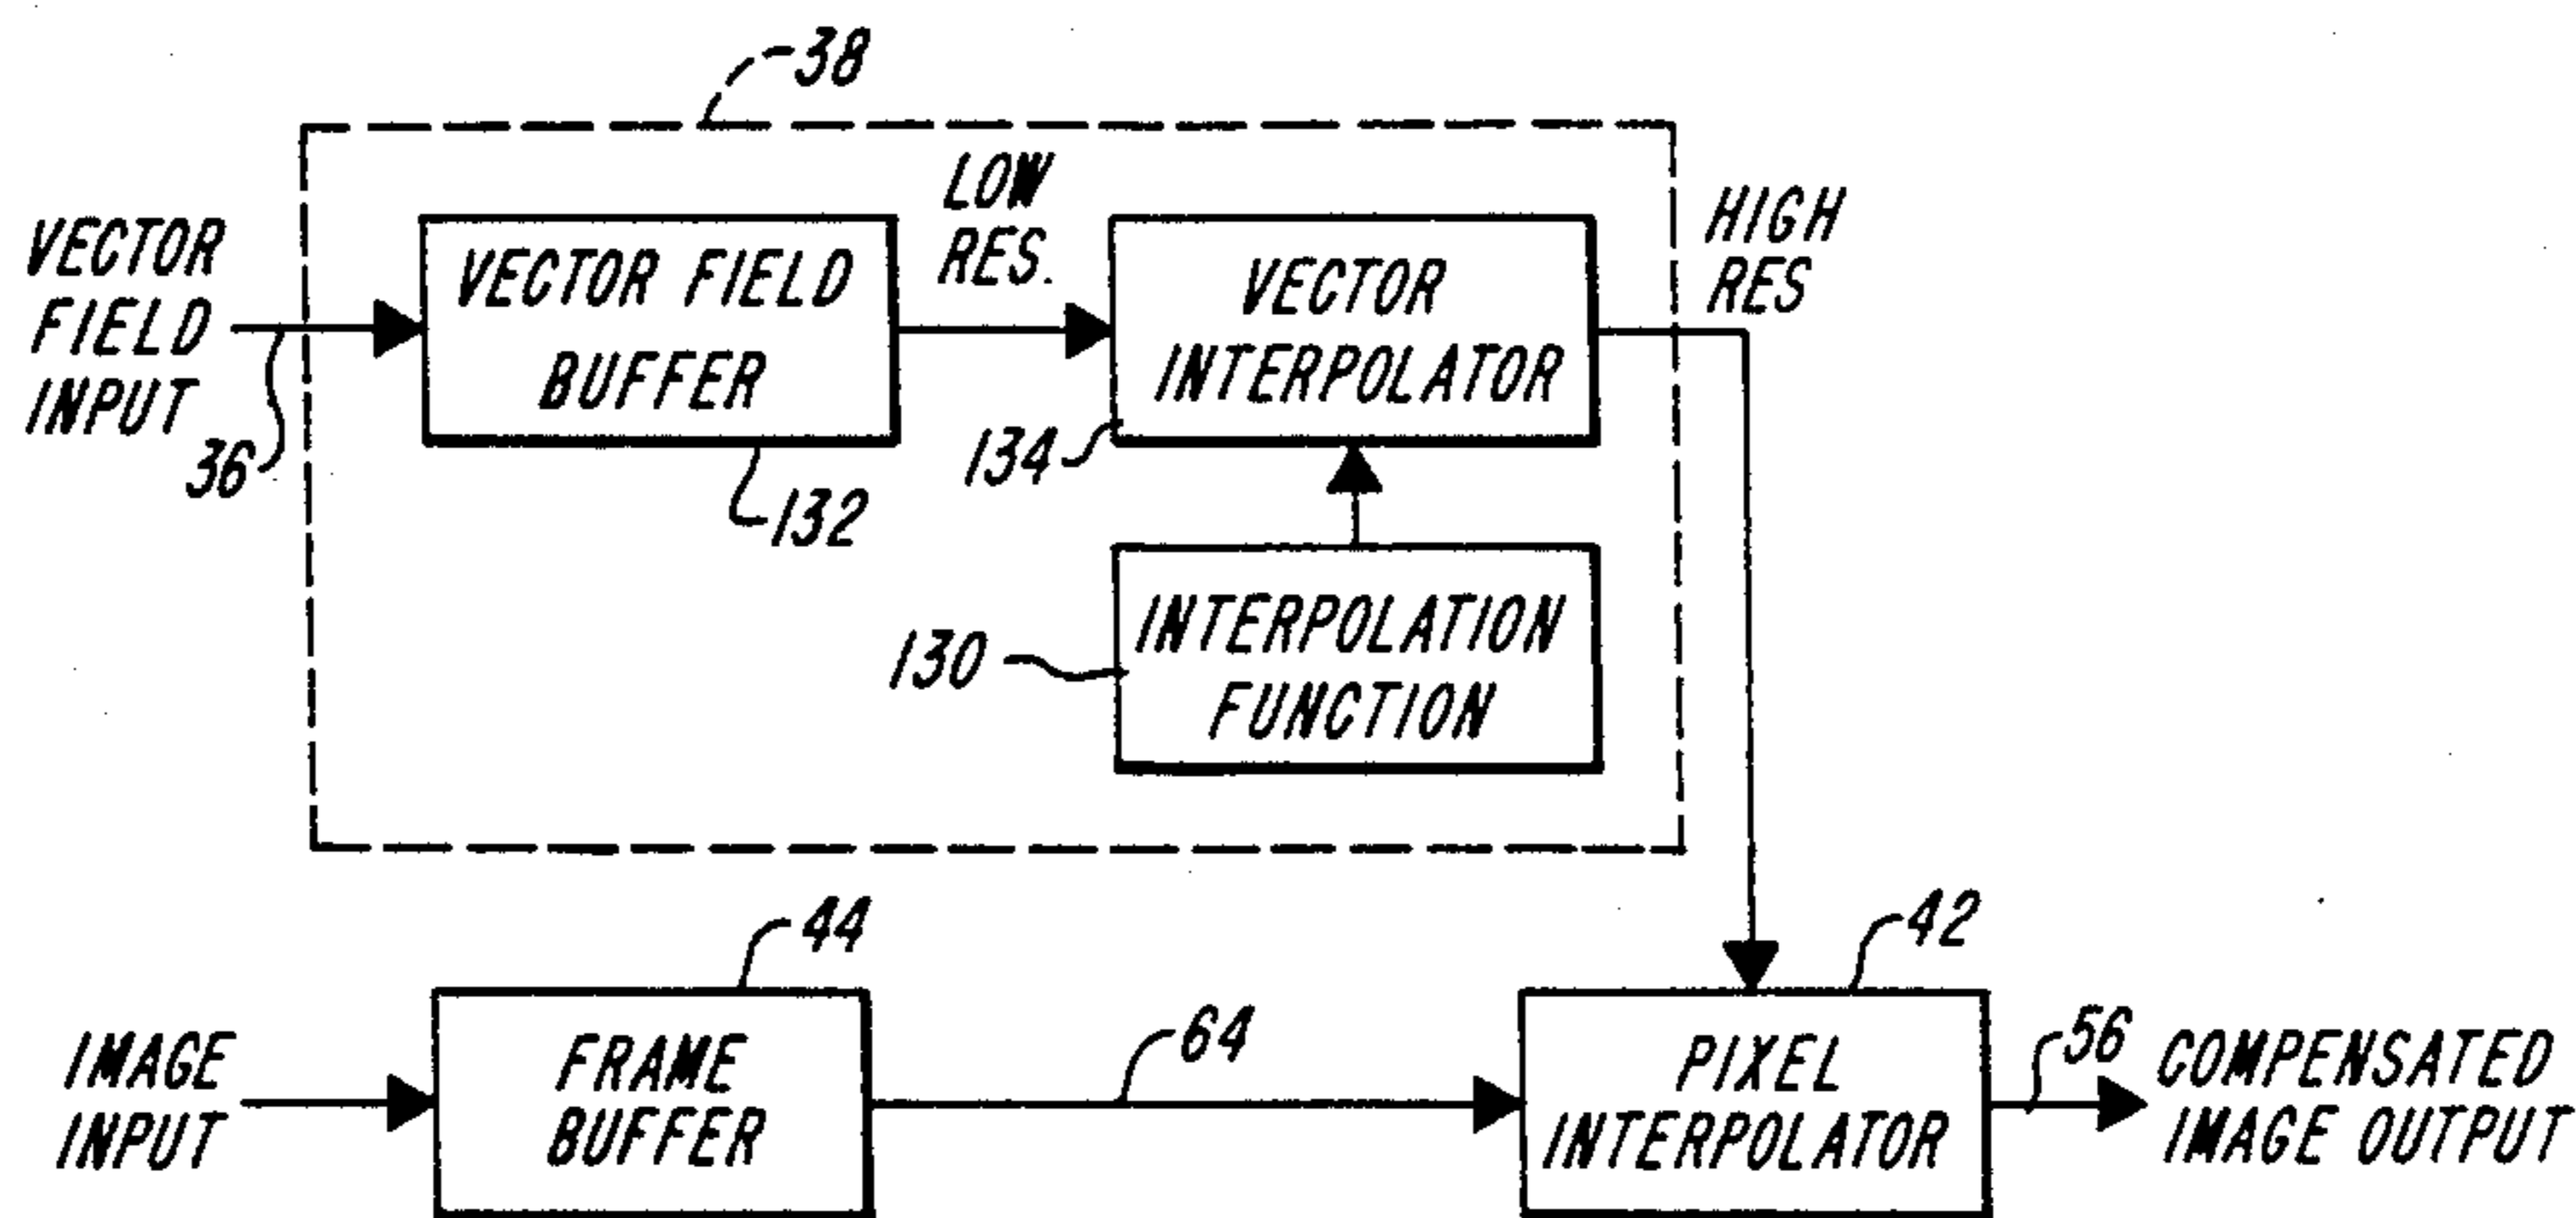 38
VECTOR
FIELD
INPUT
36
VECTOR FIELD
BUFFER
132
LOW
RES.
VECTOR
INTERPOLATOR
134
HIGH
RES
INTERPOLATION
FUNCTION
130
IMAGE
INPUT
FRAME
BUFFER
44
64
PIXEL
INTERPOLATOR
42
56
COMPENSATED
IMAGE OUTPUT